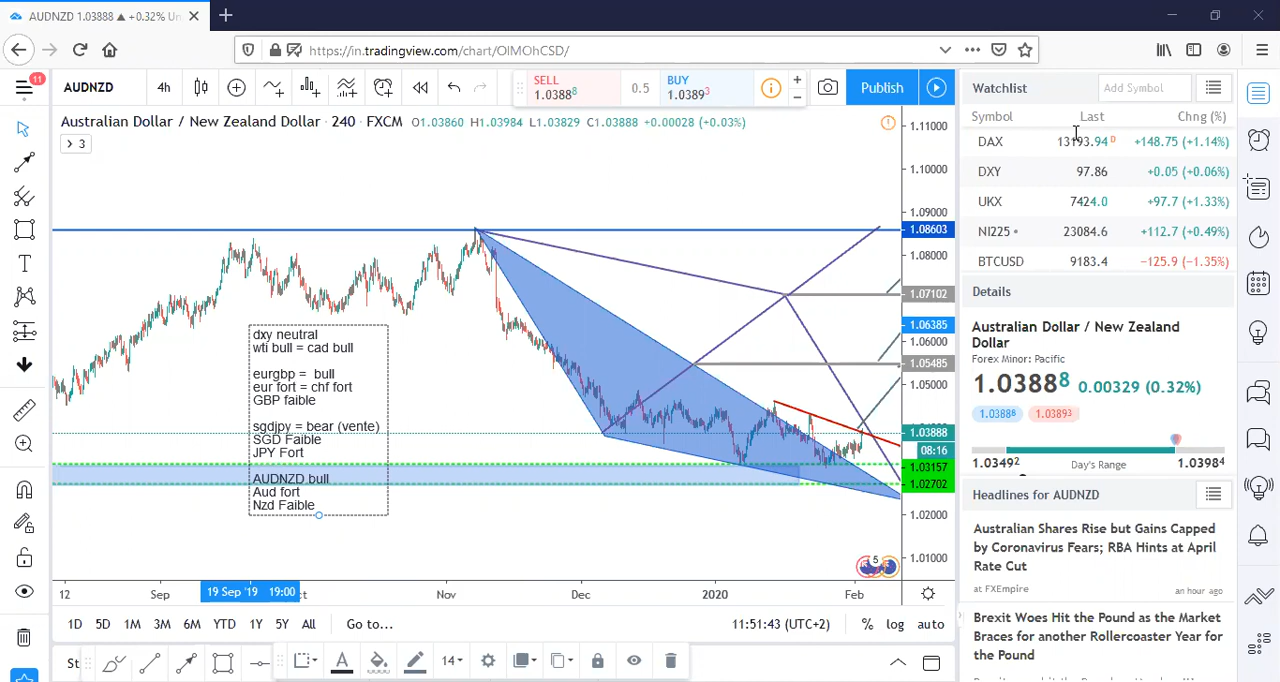 AUDNZD 1.03888 ▲ +0.32% Un
https://in.tradingview.com/chart/OIMOhCSD/
11
AUDNZD
4h
SELL
1.0388⁸
0.5
BUY
1.0389³
Publish
Australian Dollar / New Zealand Dollar · 240 · FXCM O1.03860 H1.03984 L1.03829 C1.03888 +0.00028 (+0.03%)
3
1.11000
1.10000
1.09000
1.08603
1.08000
1.07102
1.06385
1.06000
1.05485
1.05000
1.03888
08:16
1.03157
1.02702
1.02000
1.01000
dxy neutral
wti bull = cad bull
eurgbp = bull
eur fort = chf fort
GBP faible
sgdjpy = bear (vente)
SGD Faible
JPY Fort
AUDNZD bull
Aud fort
Nzd Faible
5
12 Sep 19 Sep '19 19:00 ct Nov Dec 2020 Feb
1D 5D 1M 3M 6M YTD 1Y 5Y All Go to... 11:51:43 (UTC+2) % log auto
St
14
Watchlist
Add Symbol
Symbol Last Chng (%)
DAX 13193.94 D +148.75 (+1.14%)
DXY 97.86 +0.05 (+0.06%)
UKX 7424.0 +97.7 (+1.33%)
NI225 23084.6 +112.7 (+0.49%)
BTCUSD 9183.4 −125.9 (−1.35%)
Details
Australian Dollar / New Zealand
Dollar
Forex Minor: Pacific
1.0388⁸ 0.00329 (0.32%)
1.0388⁸ 1.0389³
1.0349² Day's Range 1.0398⁴
Headlines for AUDNZD
Australian Shares Rise but Gains Capped
by Coronavirus Fears; RBA Hints at April
Rate Cut
at FXEmpire an hour ago
Brexit Woes Hit the Pound as the Market
Braces for another Rollercoaster Year for
the Pound